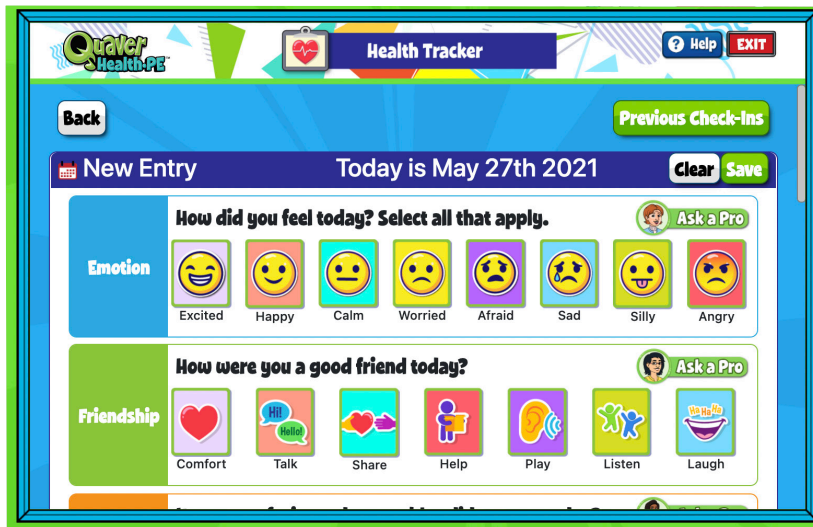 Quaver
Health•PE™
Health Tracker
? Help
EXIT
Back
Previous Check-Ins
New Entry
Today is May 27th 2021
Clear
Save
Emotion
How did you feel today? Select all that apply.
Ask a Pro
Excited
Happy
Calm
Worried
Afraid
Sad
Silly
Angry
Friendship
How were you a good friend today?
Ask a Pro
Hi!
Hello!
Ha Ha Ha
Comfort
Talk
Share
Help
Play
Listen
Laugh